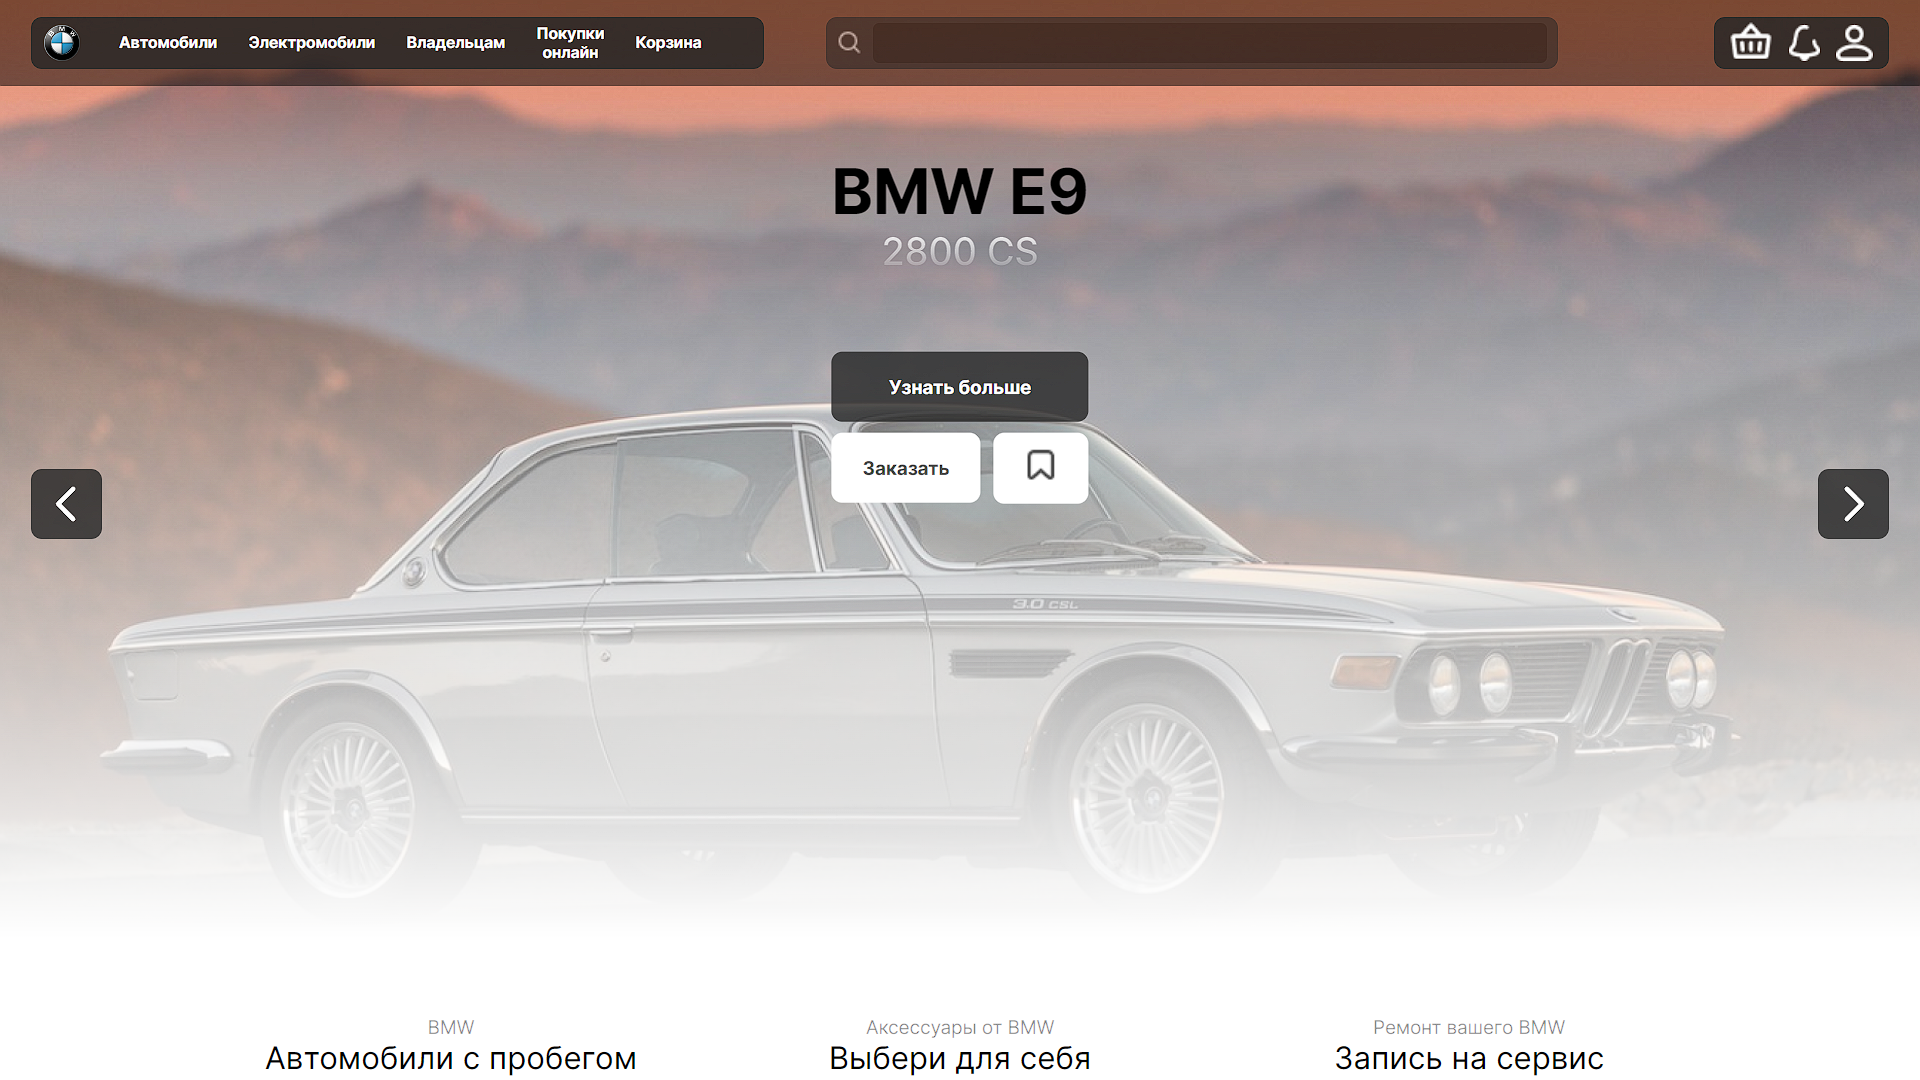 Автомобили
Электромобили
Владельцам
Покупки
онлайн
Корзина
BMW E9
2800 CS
Узнать больше
Заказать
3.0 CSL
BMW
Автомобили с пробегом
Аксессуары от BMW
Выбери для себя
Ремонт вашего BMW
Запись на сервис